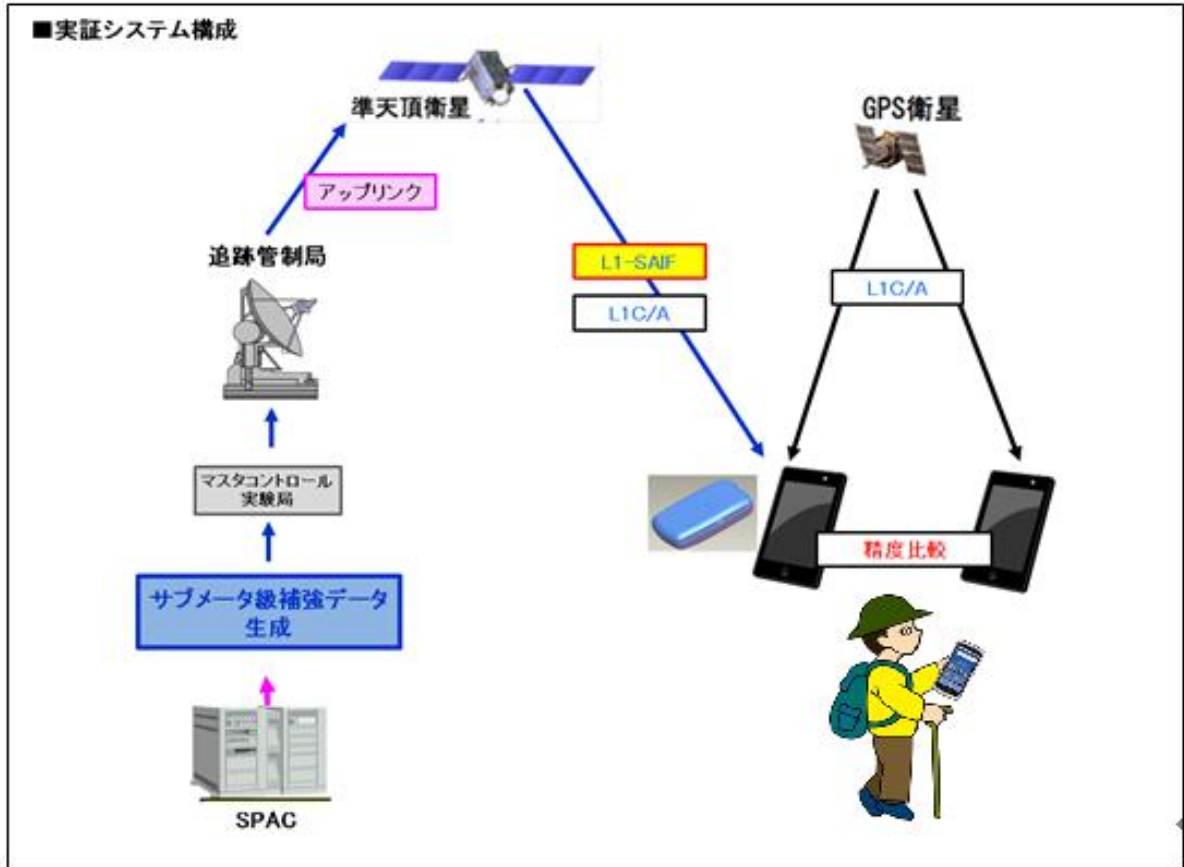 ■実証システム構成
準天頂衛星
GPS衛星
アップリンク
追跡管制局
L1-SAIF
L1C/A
L1C/A
マスタコントロール
実験局
精度比較
サブメータ級補強データ
生成
SPAC